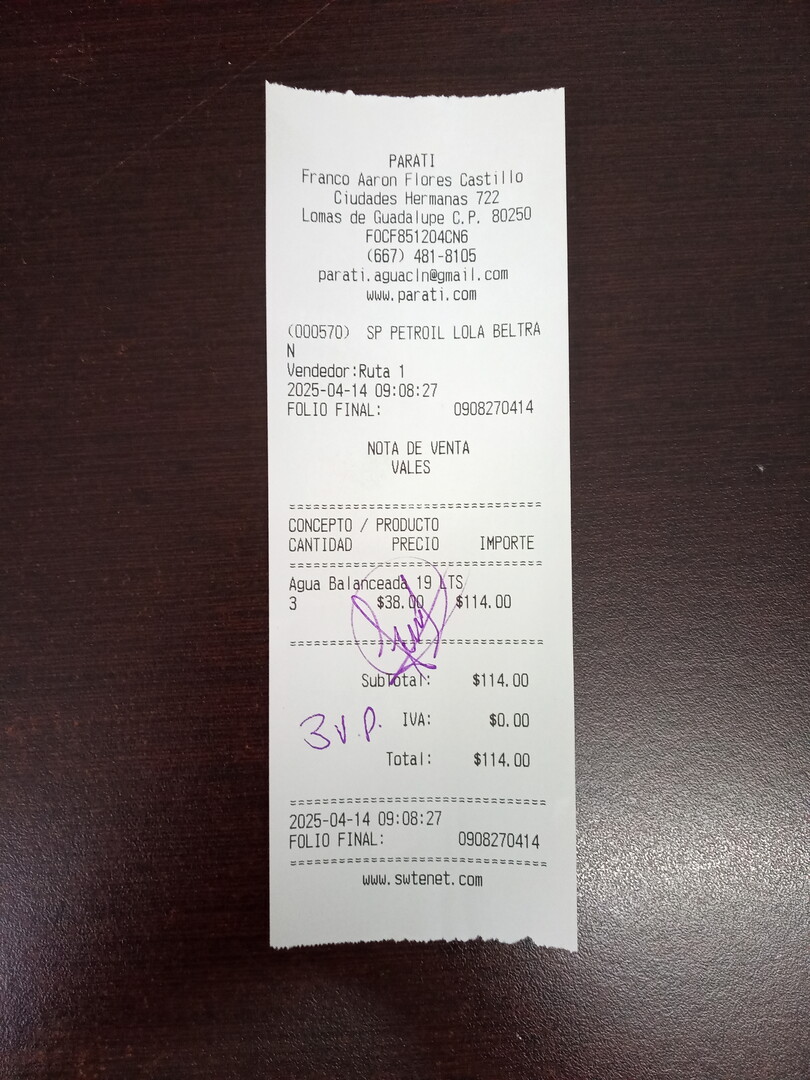 PARATI
Franco Aaron Flores Castillo
Ciudades Hermanas 722
Lomas de Guadalupe C.P. 80250
FOCF851204CN6
(667) 481-8105
parati.aguacln@gmail.com
www.parati.com
(000570) SP PETROIL LOLA BELTRA
N
Vendedor:Ruta 1
2025-04-14 09:08:27
FOLIO FINAL: 0908270414
NOTA DE VENTA
VALES
================================
CONCEPTO / PRODUCTO
CANTIDAD PRECIO IMPORTE
================================
Agua Balanceada 19 LTS
3 $38.00 $114.00
================================
SubTotal: $114.00
3 V.P. IVA: $0.00
Total: $114.00
================================
2025-04-14 09:08:27
FOLIO FINAL: 0908270414
================================
www.swtenet.com